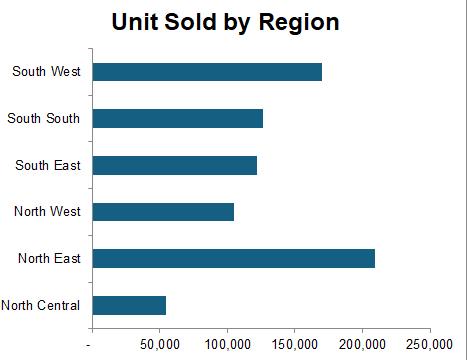 Unit Sold by Region
South West
South South
South East
North West
North East
North Central
- 50,000 100,000 150,000 200,000 250,000